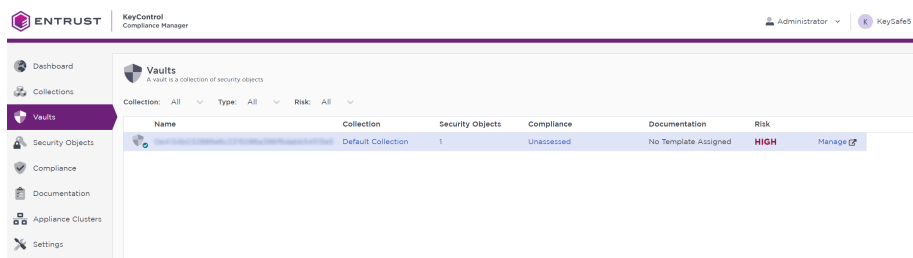 ENTRUST
KeyControl
Compliance Manager
Administrator
K
KeySafe5
Dashboard
Collections
Vaults
Security Objects
Compliance
Documentation
Appliance Clusters
Settings
Vaults
A vault is a collection of security objects
Collection: All Type: All Risk: All
Name Collection Security Objects Compliance Documentation Risk
Default Collection 1 Unassessed No Template Assigned HIGH Manage